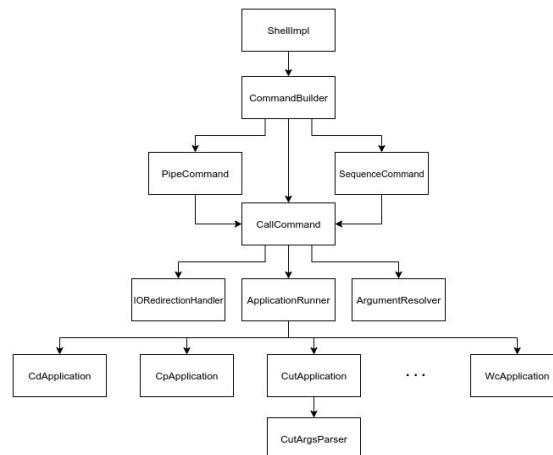 ShellImpl
CommandBuilder
PipeCommand
SequenceCommand
CallCommand
IORedirectionHandler
ApplicationRunner
ArgumentResolver
CdApplication
CpApplication
CutApplication
...
WcApplication
CutArgsParser